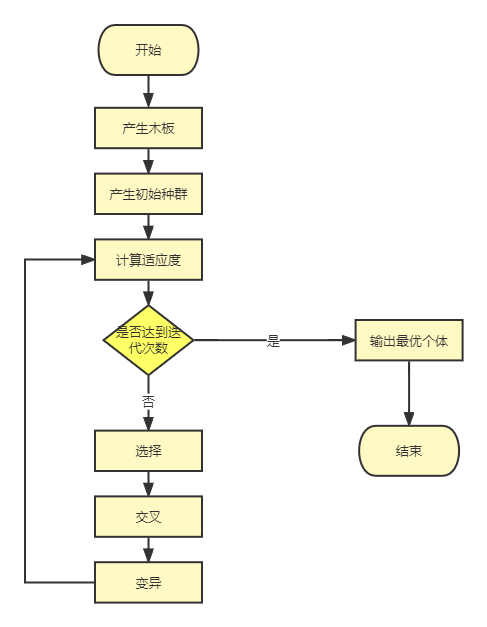 开始
产生木板
产生初始种群
计算适应度
是否达到迭
代次数
是
输出最优个体
否
结束
选择
交叉
变异